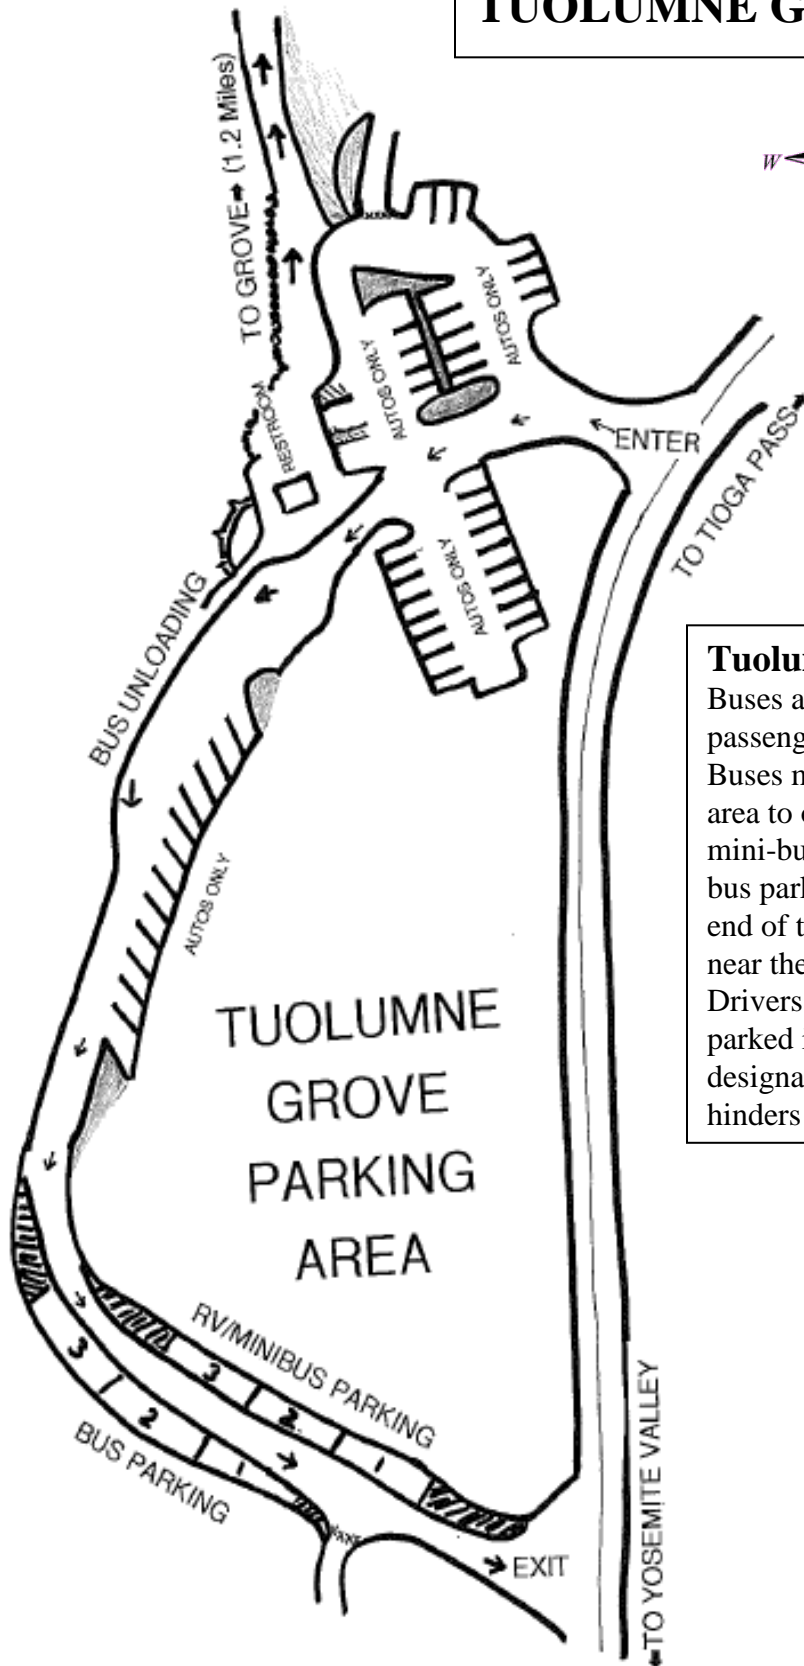 TUOLUMNE G
W
TO GROVE (1.2 Miles)
AUTOS ONLY
AUTOS ONLY
RESTROOM
ENTER
TO TIOGA PASS
AUTOS ONLY
BUS UNLOADING
Tuolu
Buses a
passeng
Buses
area to
mini-bu
bus par
end of t
near the
Drivers
parked
designa
hinders
AUTOS ONLY
TUOLUMNE
GROVE
PARKING
AREA
RV/MINIBUS PARKING
3
2
1
3
2
1
BUS PARKING
EXIT
TO YOSEMITE VALLEY